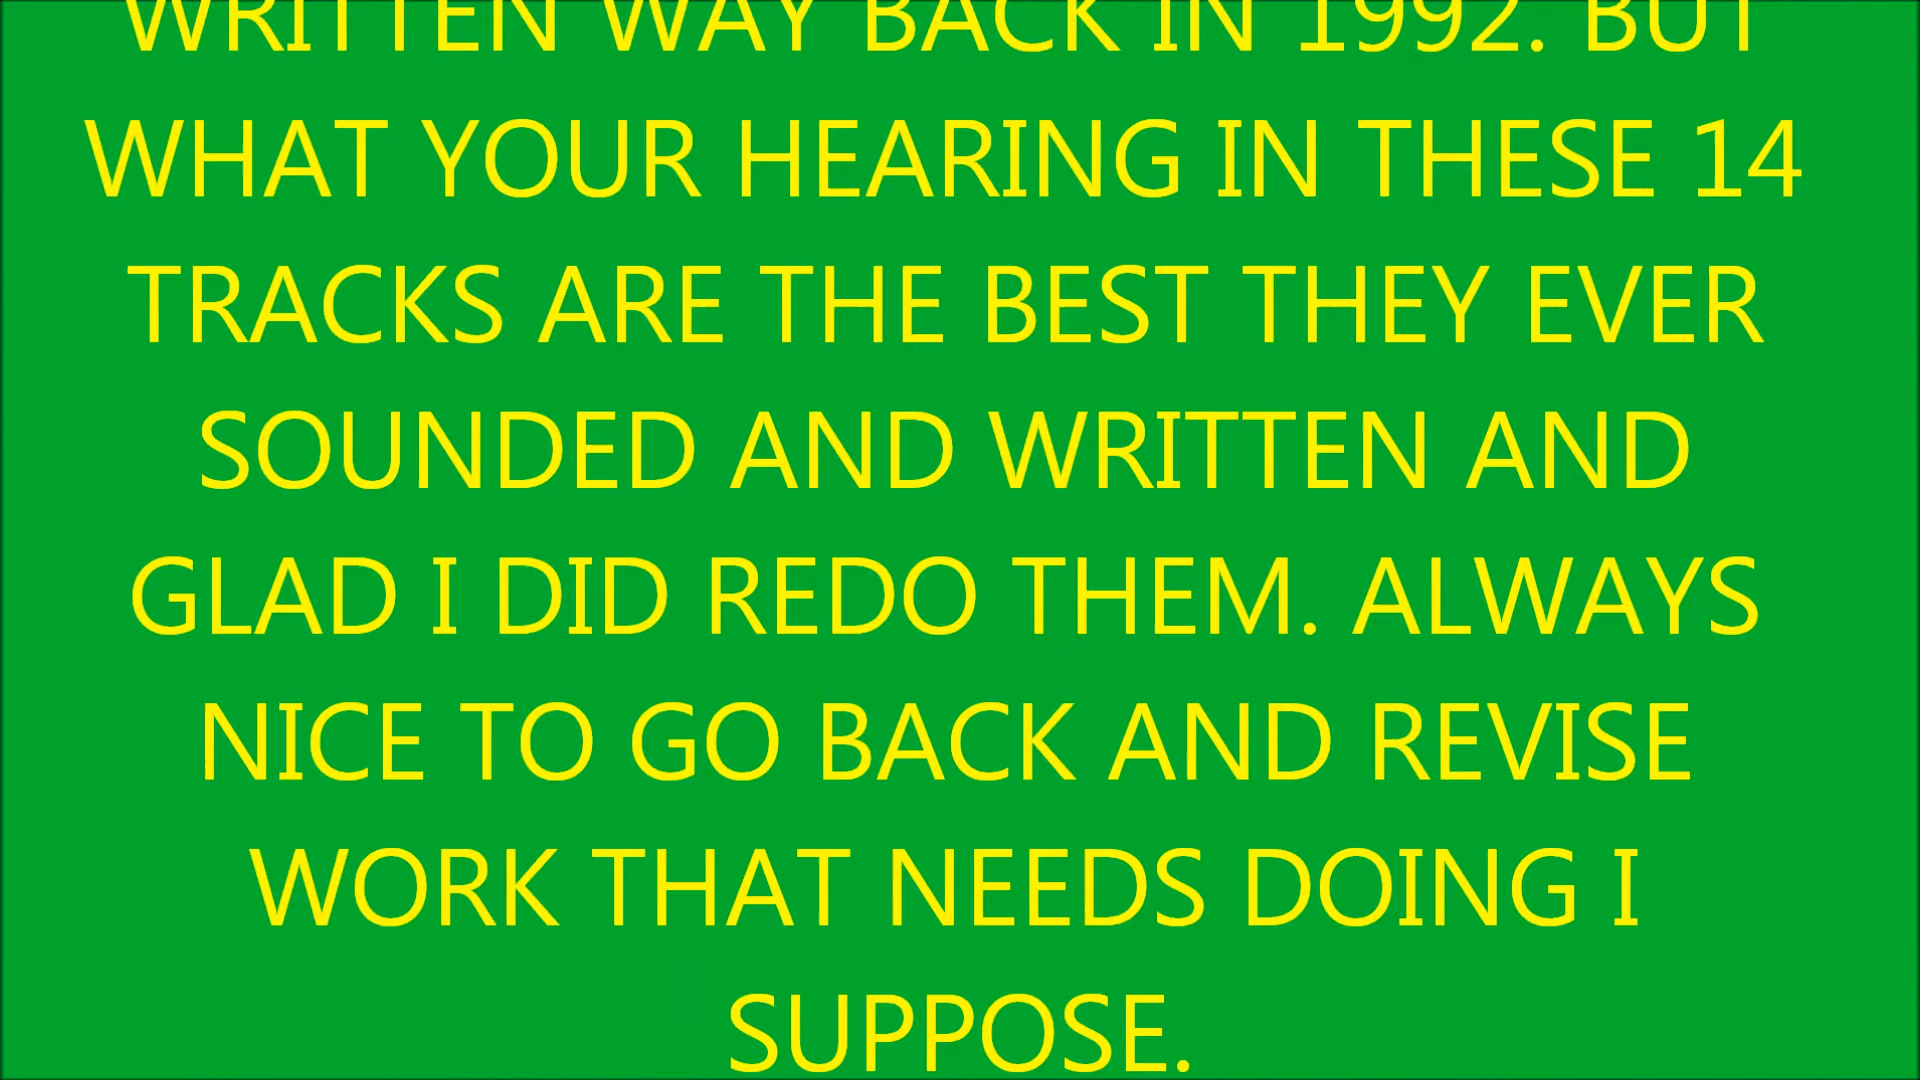 WRITTEN WAY BACK IN 1992. BUT
WHAT YOUR HEARING IN THESE 14
TRACKS ARE THE BEST THEY EVER
SOUNDED AND WRITTEN AND
GLAD I DID REDO THEM. ALWAYS
NICE TO GO BACK AND REVISE
WORK THAT NEEDS DOING I
SUPPOSE.